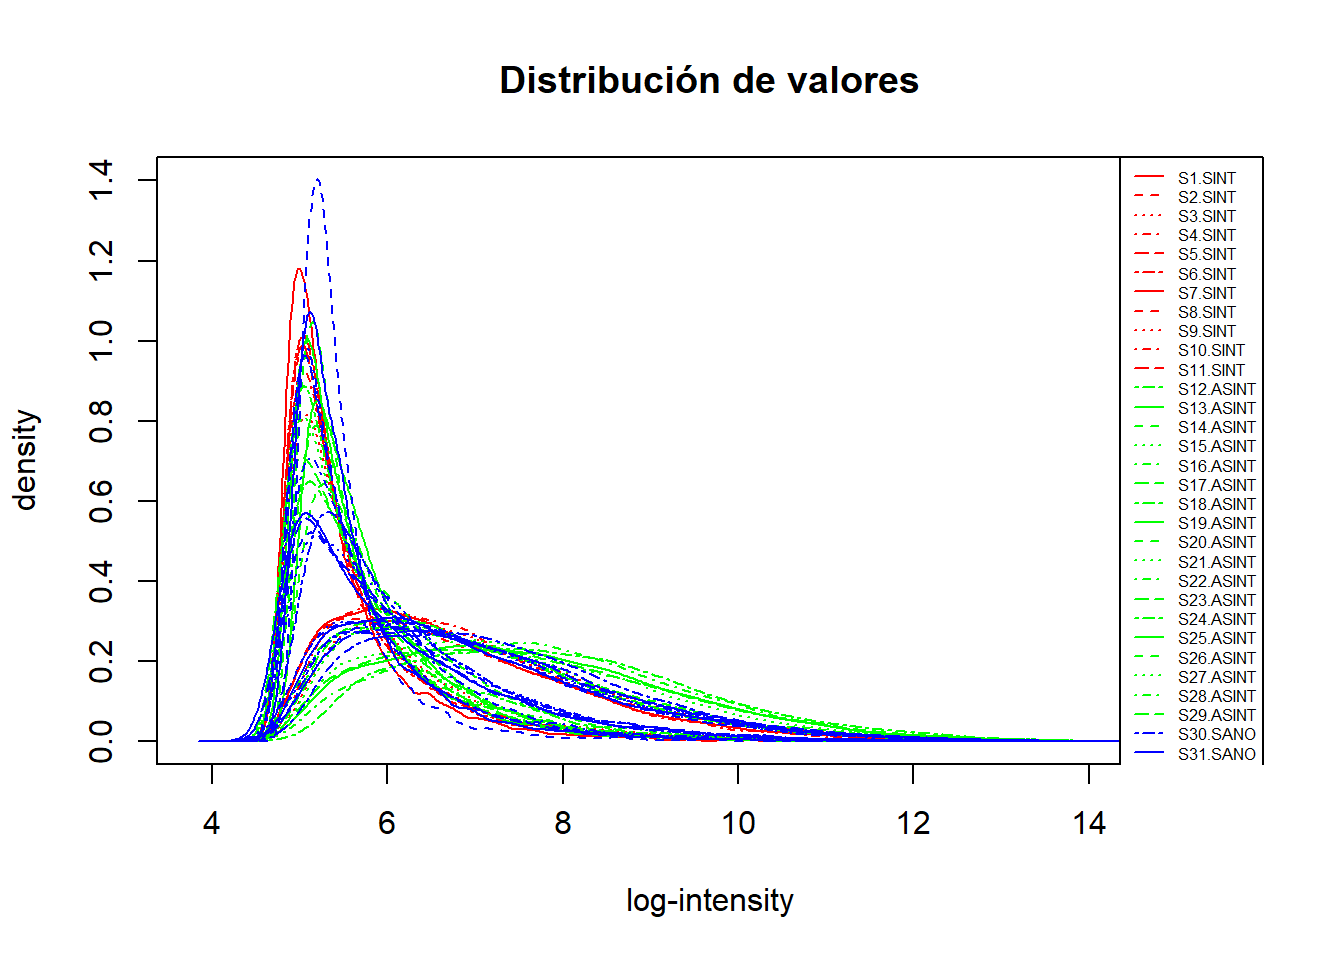 Distribución de valores
density
0.0
0.2
0.4
0.6
0.8
1.0
1.2
1.4
4
6
8
10
12
14
log-intensity
S1.SINT
S2.SINT
S3.SINT
S4.SINT
S5.SINT
S6.SINT
S7.SINT
S8.SINT
S9.SINT
S10.SINT
S11.SINT
S12.ASINT
S13.ASINT
S14.ASINT
S15.ASINT
S16.ASINT
S17.ASINT
S18.ASINT
S19.ASINT
S20.ASINT
S21.ASINT
S22.ASINT
S23.ASINT
S24.ASINT
S25.ASINT
S26.ASINT
S27.ASINT
S28.ASINT
S29.ASINT
S30.SANO
S31.SANO